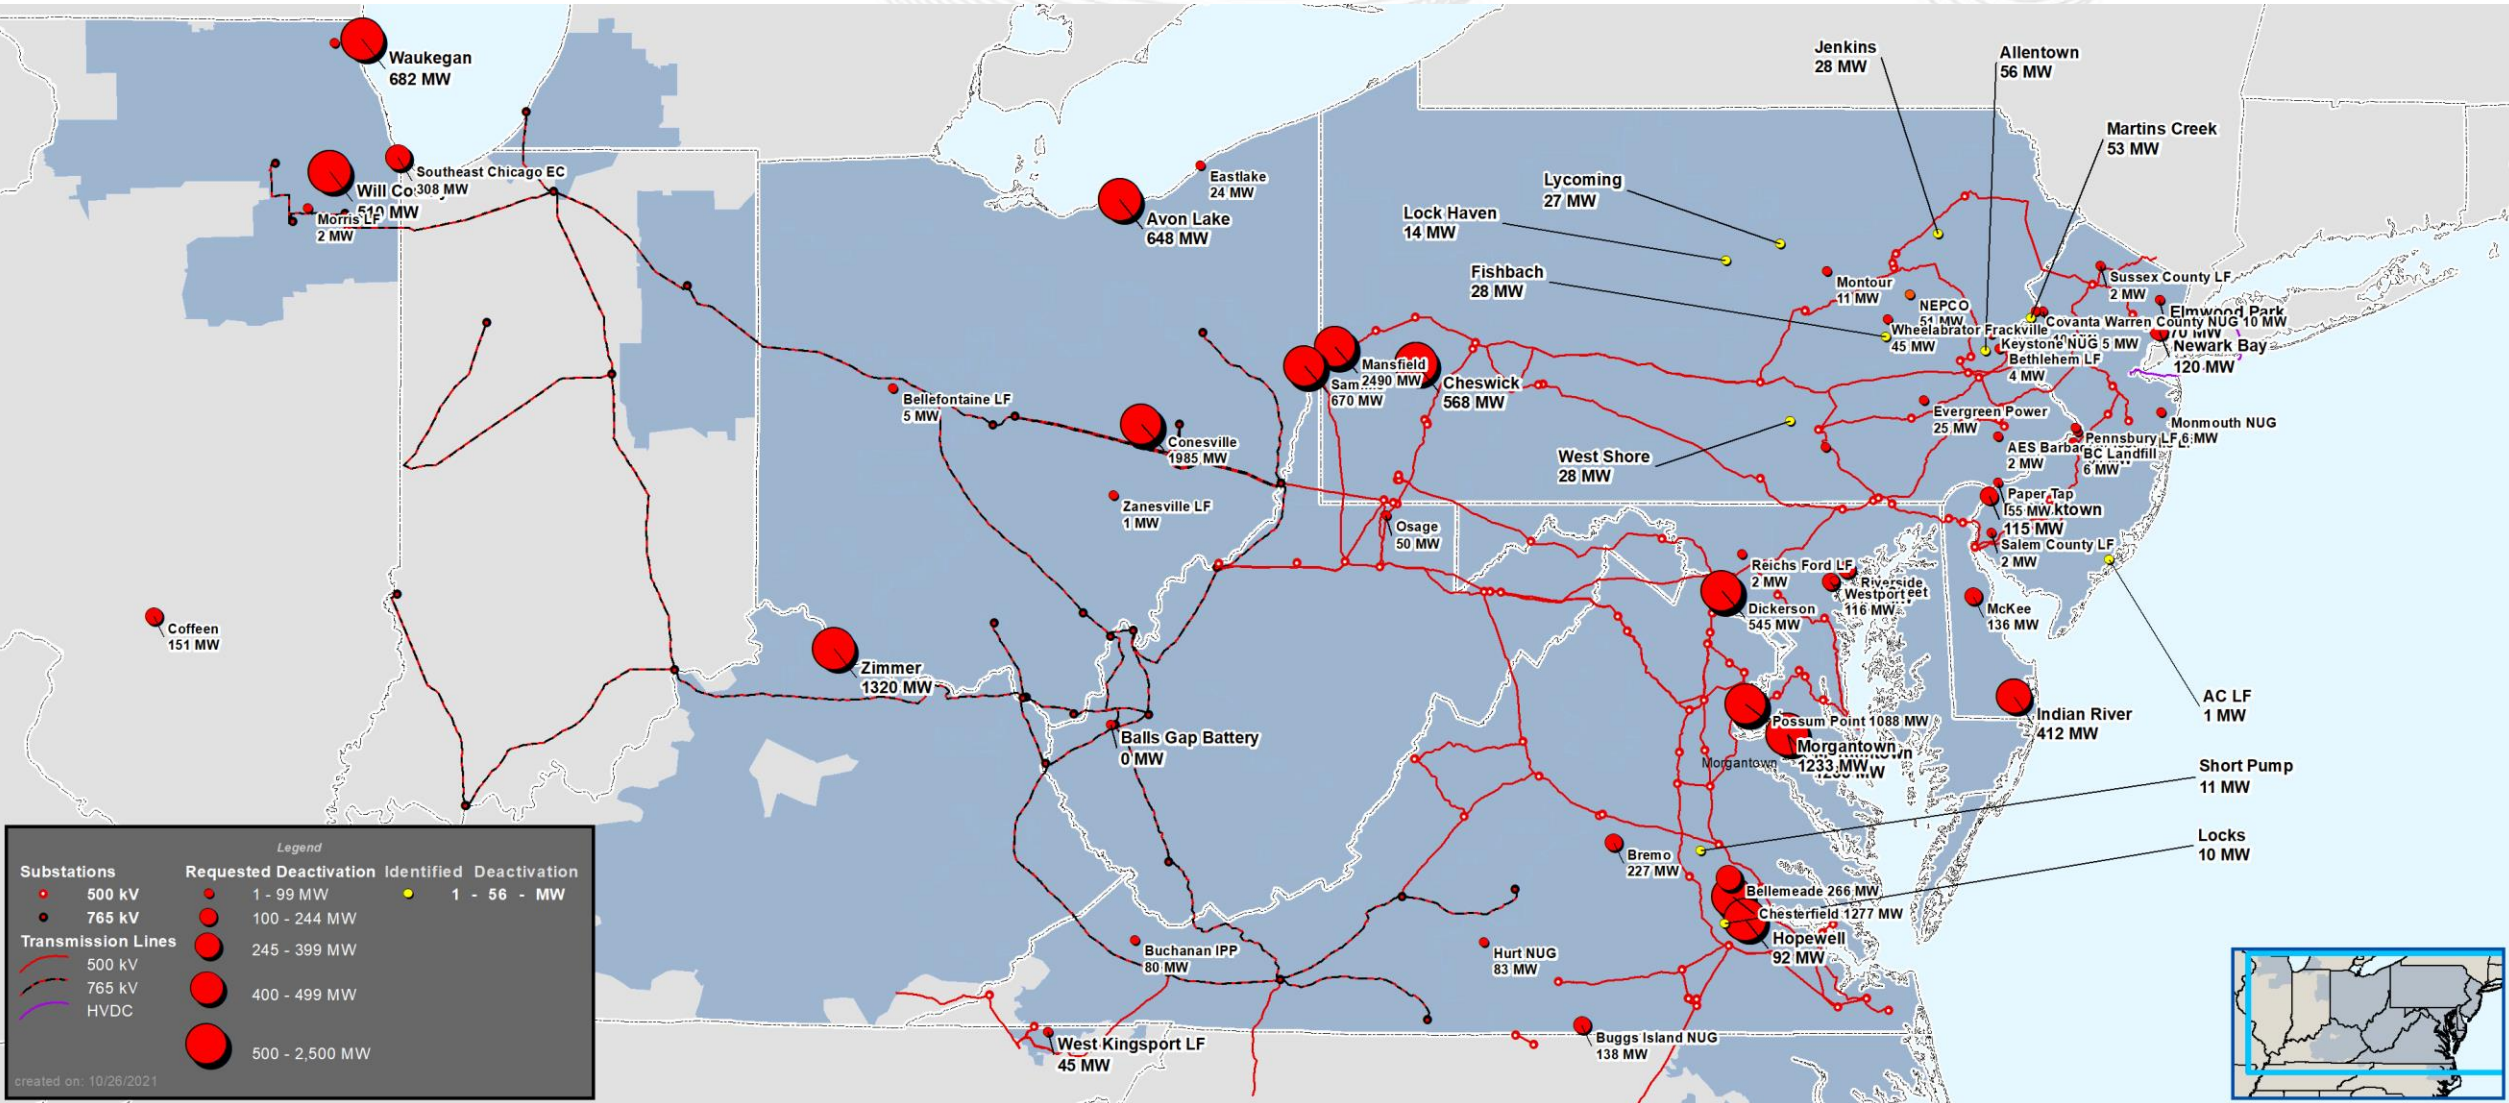 Waukegan
682 MW
Southeast Chicago EC
308 MW
Will
510 MW
Morris LF
2 MW
Eastlake
24 MW
Avon Lake
648 MW
Jenkins
28 MW
Allentown
56 MW
Martins Creek
53 MW
Lycoming
27 MW
Lock Haven
14 MW
Fishbach
28 MW
Montour
11 MW
NEPCO
51 MW
Sussex County LF
2 MW
Elmwood Park
70 MW
Covanta Warren County NUG 10 MW
Wheelabrator Frackville
45 MW
Keystone NUG 5 MW
Newark Bay
120 MW
Bethlehem LF
4 MW
Mansfield
2490 MW
670 MW
Cheswick
568 MW
Bellefontaine LF
5 MW
Evergreen Power
25 MW
Monmouth NUG
Pennsbury LF 6 MW
Conesville
1985 MW
West Shore
28 MW
AES
2 MW
BC Landfill
6 MW
Zanesville LF
1 MW
Paper Tap
55 MW
115 MW
Osage
50 MW
Salem County LF
2 MW
Reichs Ford LF
2 MW
Riverside
Westport
116 MW
Dickerson
545 MW
McKee
136 MW
Coffeen
151 MW
Zimmer
1320 MW
AC LF
1 MW
Indian River
412 MW
Possum Point 1088 MW
Balls Gap Battery
0 MW
Morgantown
1233 MW
Morgantown
Short Pump
11 MW
Locks
10 MW
Bremo
227 MW
Bellemeade 266 MW
Chesterfield 1277 MW
Hopewell
92 MW
Buchanan IPP
80 MW
Hurt NUG
83 MW
West Kingsport LF
45 MW
Buggs Island NUG
138 MW
Legend
Substations
500 kV
765 kV
Transmission Lines
500 kV
765 kV
HVDC
Requested Deactivation
1 - 99 MW
100 - 244 MW
245 - 399 MW
400 - 499 MW
500 - 2,500 MW
Identified Deactivation
1 - 56 - MW
created on: 10/26/2021